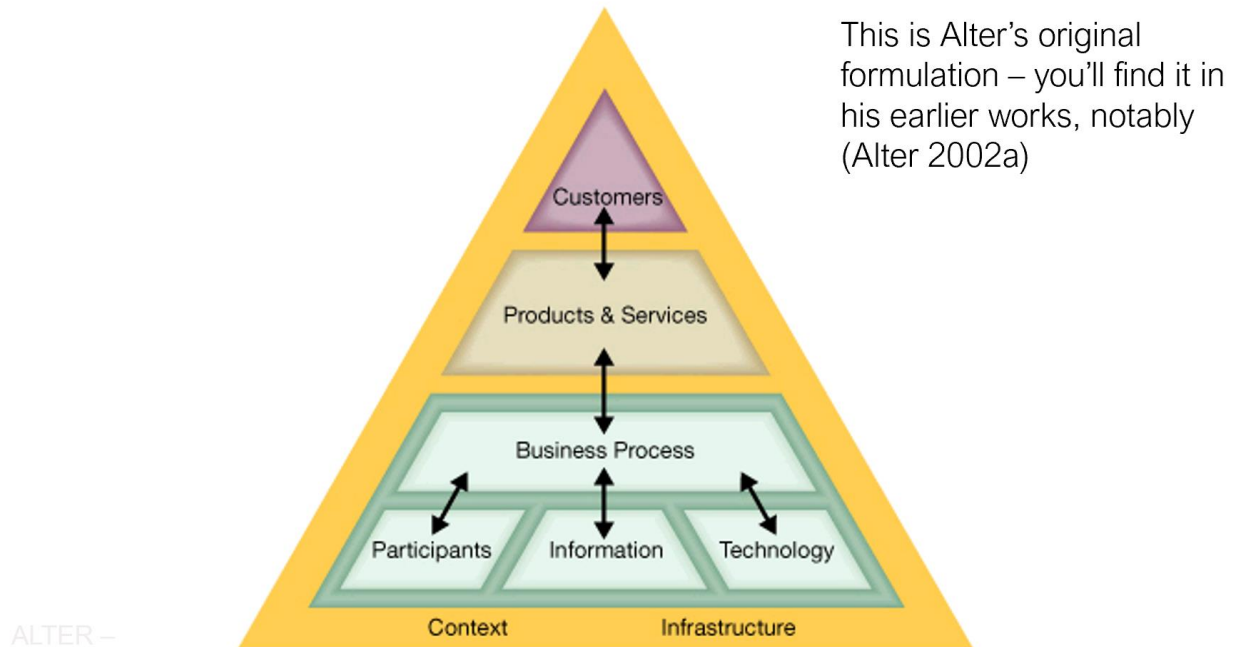 This is Alter’s original
formulation – you’ll find it in
his earlier works, notably
(Alter 2002a)
Customers
Products & Services
Business Process
Participants
Information
Technology
Context
Infrastructure
ALTER –